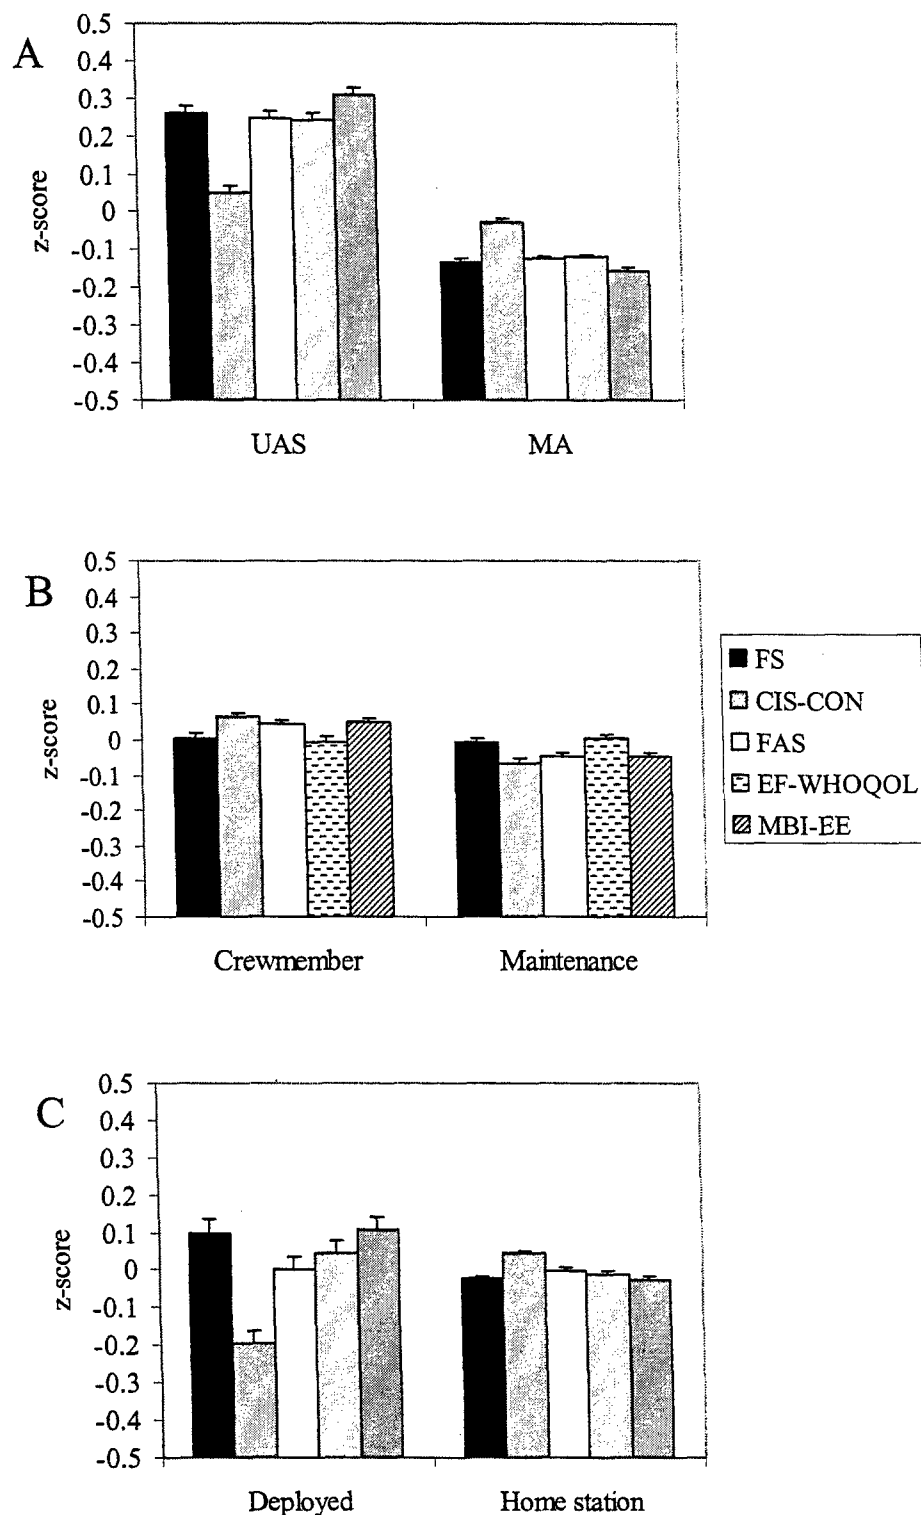 A
0.5
0.4
0.3
0.2
0.1
0
-0.1
-0.2
-0.3
-0.4
-0.5
z-score
UAS MA
B
0.5
0.4
0.3
0.2
0.1
0
-0.1
-0.2
-0.3
-0.4
-0.5
z-score
Crewmember Maintenance
FS
CIS-CON
FAS
EF-WHOQOL
MBI-EE
C
0.5
0.4
0.3
0.2
0.1
0
-0.1
-0.2
-0.3
-0.4
-0.5
z-score
Deployed Home station